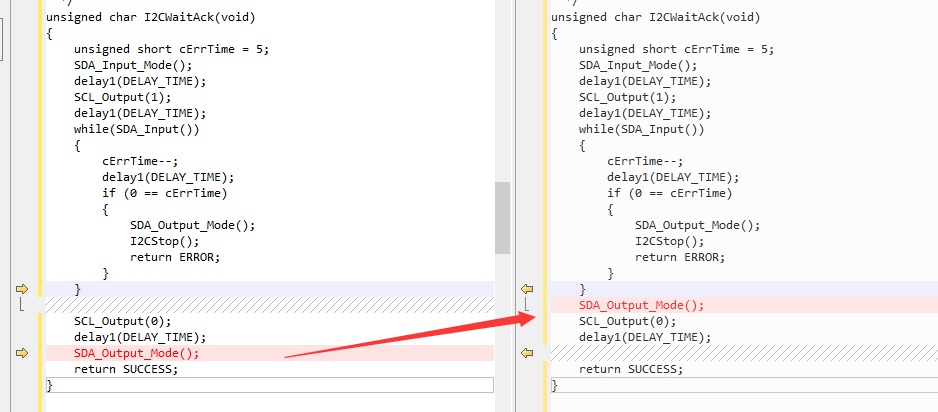 */
unsigned char I2CWaitAck(void)
{
    unsigned short cErrTime = 5;
    SDA_Input_Mode();
    delay1(DELAY_TIME);
    SCL_Output(1);
    delay1(DELAY_TIME);
    while(SDA_Input())
    {
        cErrTime--;
        delay1(DELAY_TIME);
        if (0 == cErrTime)
        {
            SDA_Output_Mode();
            I2CStop();
            return ERROR;
        }
    }
    SCL_Output(0);
    delay1(DELAY_TIME);
    SDA_Output_Mode();
    return SUCCESS;
}
*/
unsigned char I2CWaitAck(void)
{
    unsigned short cErrTime = 5;
    SDA_Input_Mode();
    delay1(DELAY_TIME);
    SCL_Output(1);
    delay1(DELAY_TIME);
    while(SDA_Input())
    {
        cErrTime--;
        delay1(DELAY_TIME);
        if (0 == cErrTime)
        {
            SDA_Output_Mode();
            I2CStop();
            return ERROR;
        }
    }
    SDA_Output_Mode();
    SCL_Output(0);
    delay1(DELAY_TIME);
    return SUCCESS;
}